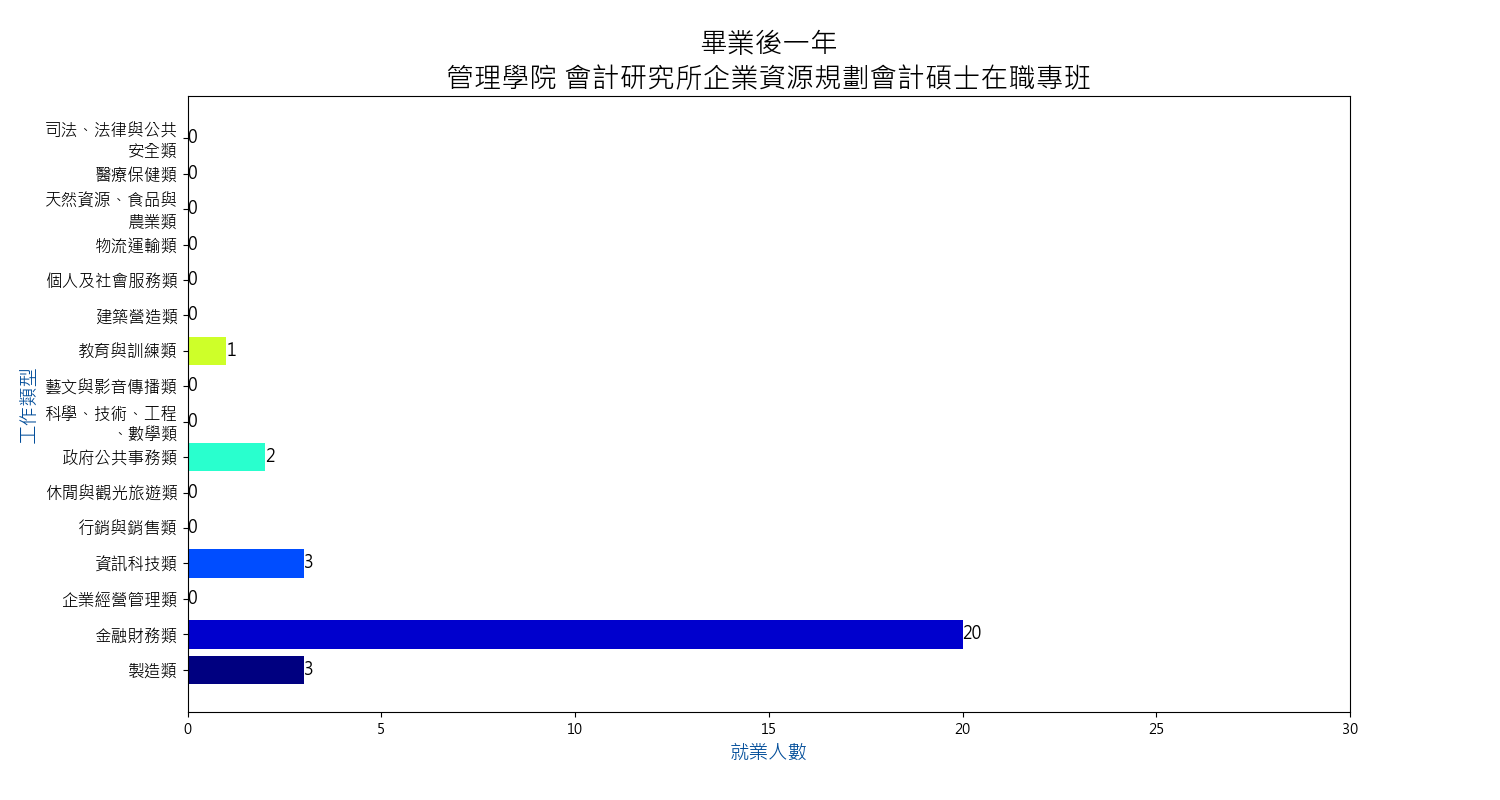 畢業後一年
管理學院 會計研究所企業資源規劃會計碩士在職專班
工作類型
司法、法律與公共
安全類
0
醫療保健類
0
天然資源、食品與
農業類
0
物流運輸類
0
個人及社會服務類
0
建築營造類
0
教育與訓練類
1
藝文與影音傳播類
0
科學、技術、工程
、數學類
0
政府公共事務類
2
休閒與觀光旅遊類
0
行銷與銷售類
0
資訊科技類
3
企業經營管理類
0
金融財務類
20
製造類
3
0 5 10 15 20 25 30
就業人數